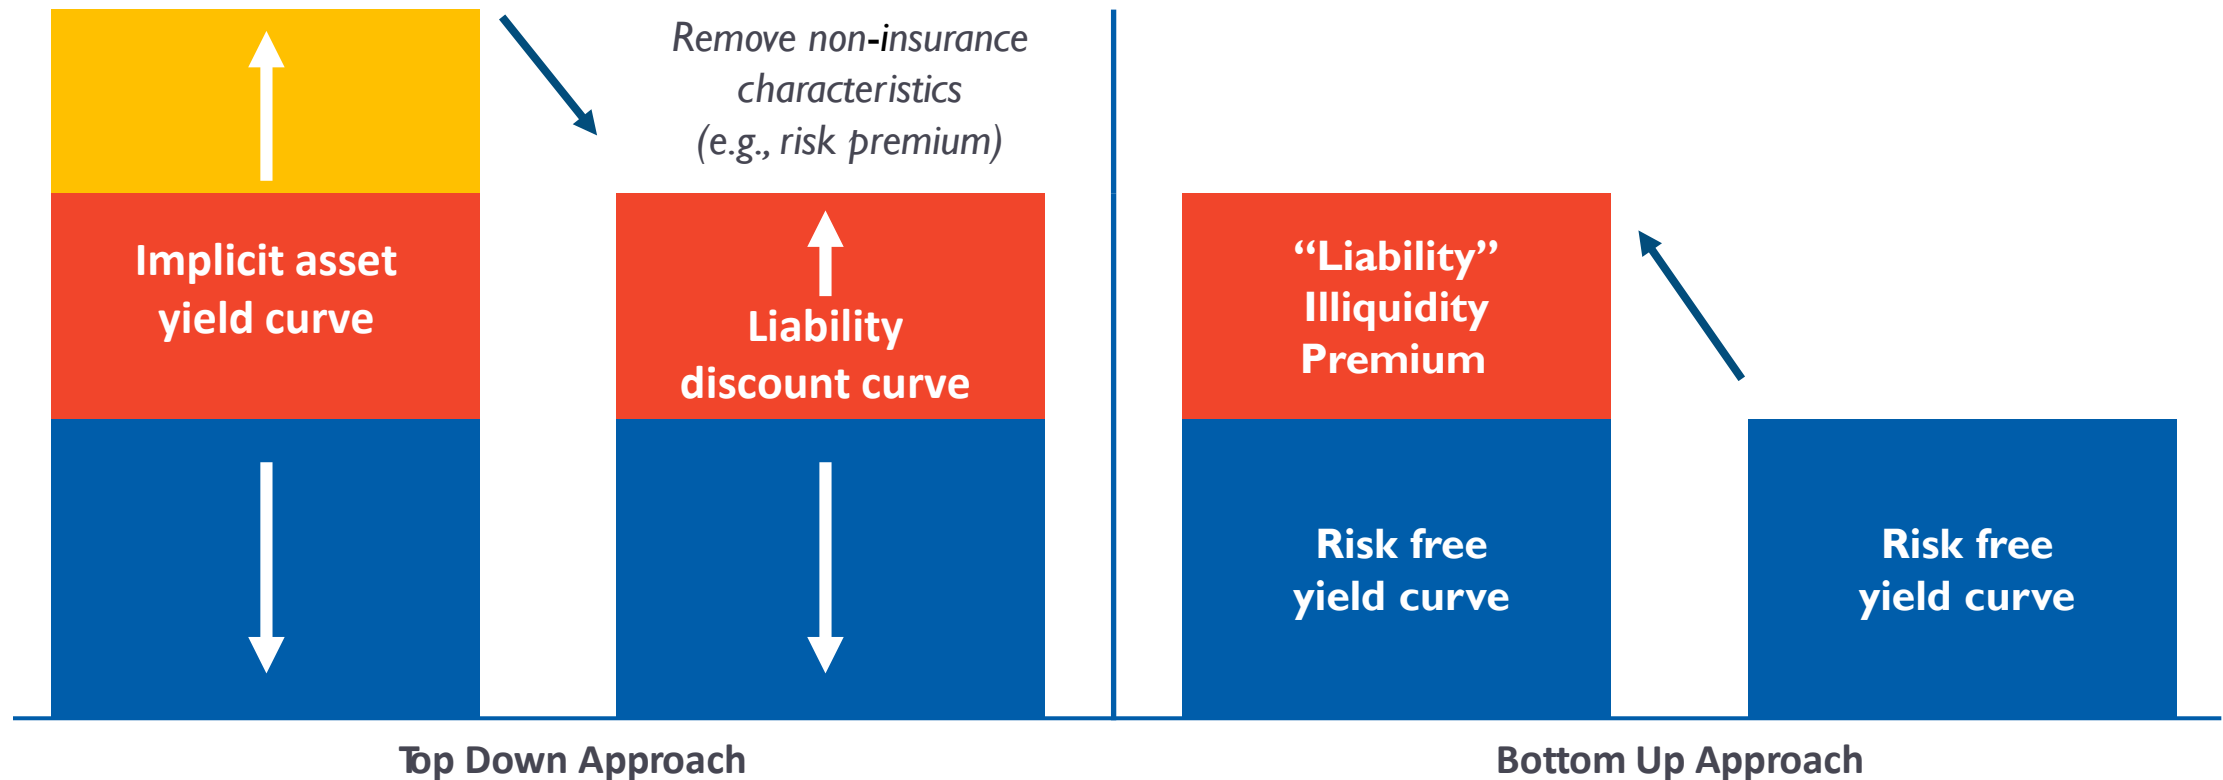 Remove non-insurance
characteristics
(e.g., risk premium)
Implicit asset
yield curve
Liability
discount curve
“Liability”
Illiquidity
Premium
Risk free
yield curve
Risk free
yield curve
Top Down Approach
Bottom Up Approach